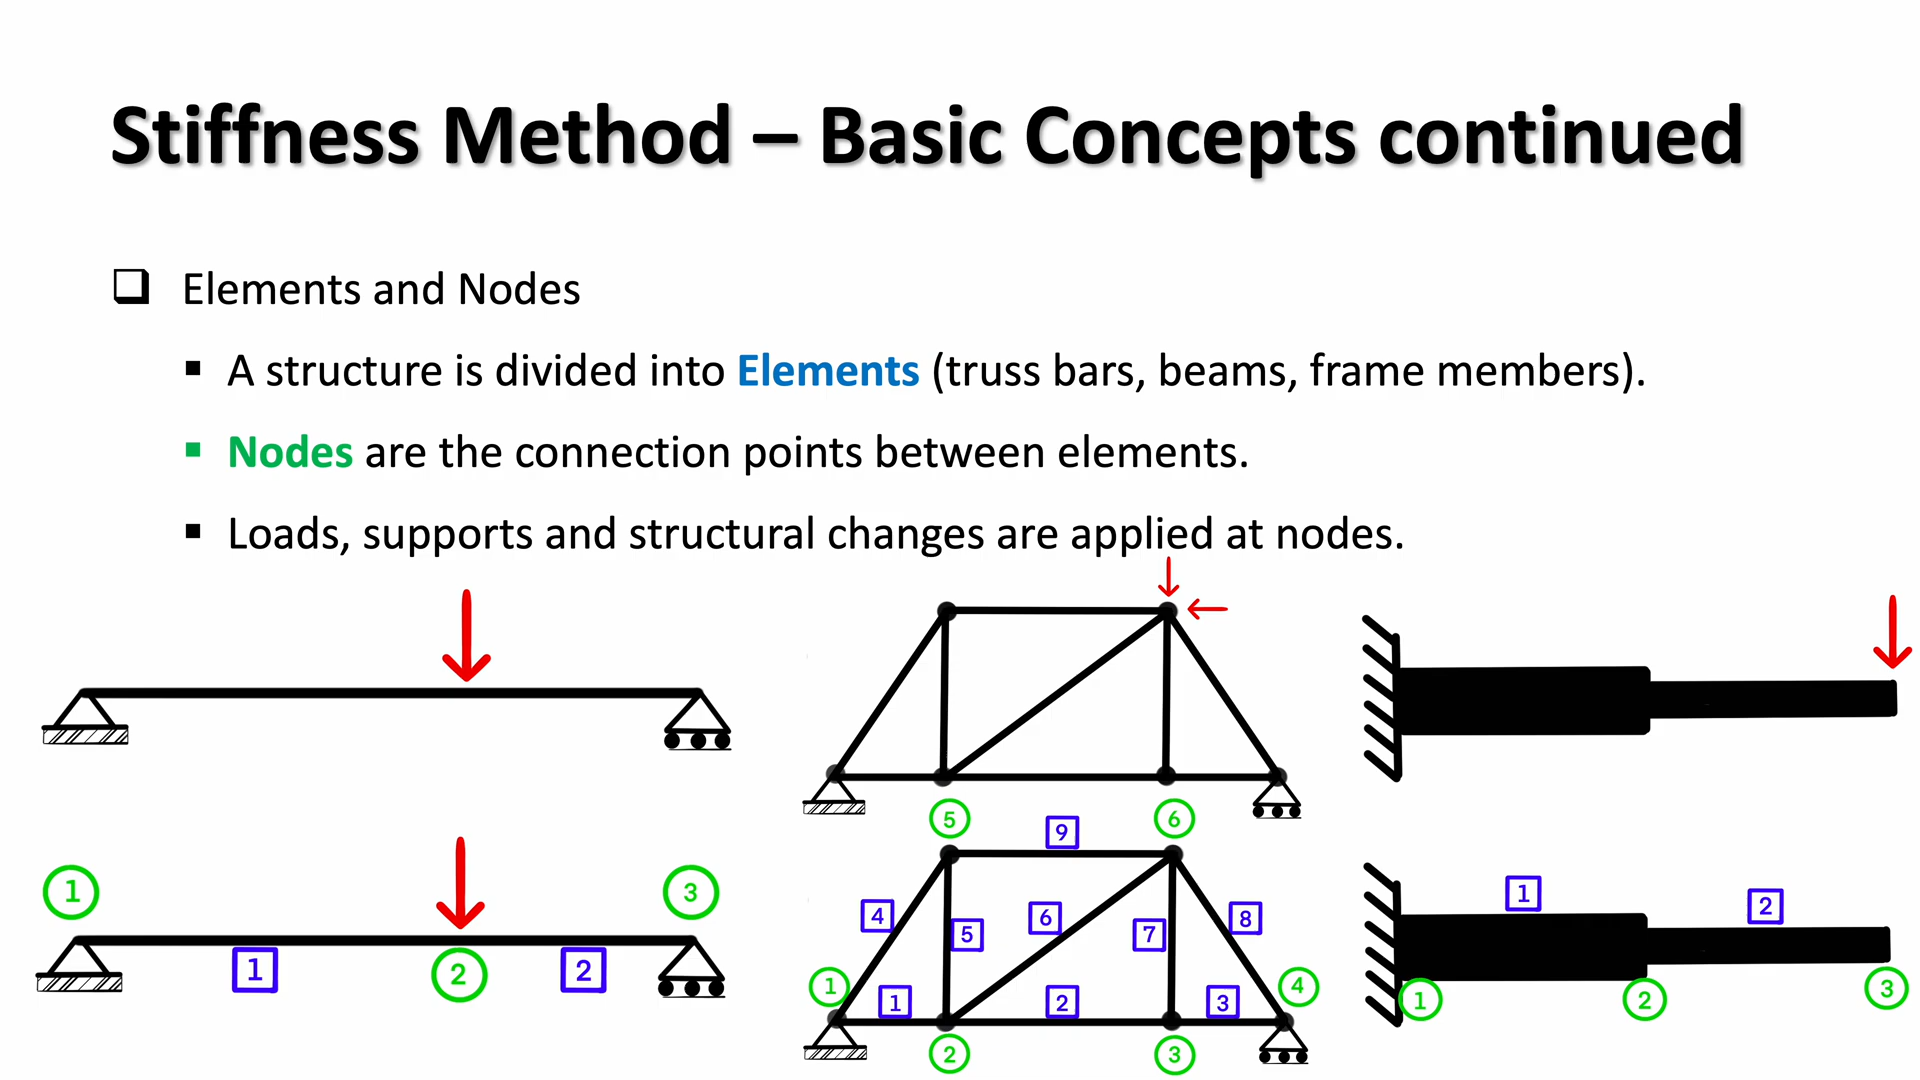 Stiffness Method – Basic Concepts continued
❑ Elements and Nodes
▪ A structure is divided into Elements (truss bars, beams, frame members).
▪ Nodes are the connection points between elements.
▪ Loads, supports and structural changes are applied at nodes.
1 3
1 2 2
5 9 6
4 5 6 7 8
1 1 2 3 4
2 3
1 2
1 2 3